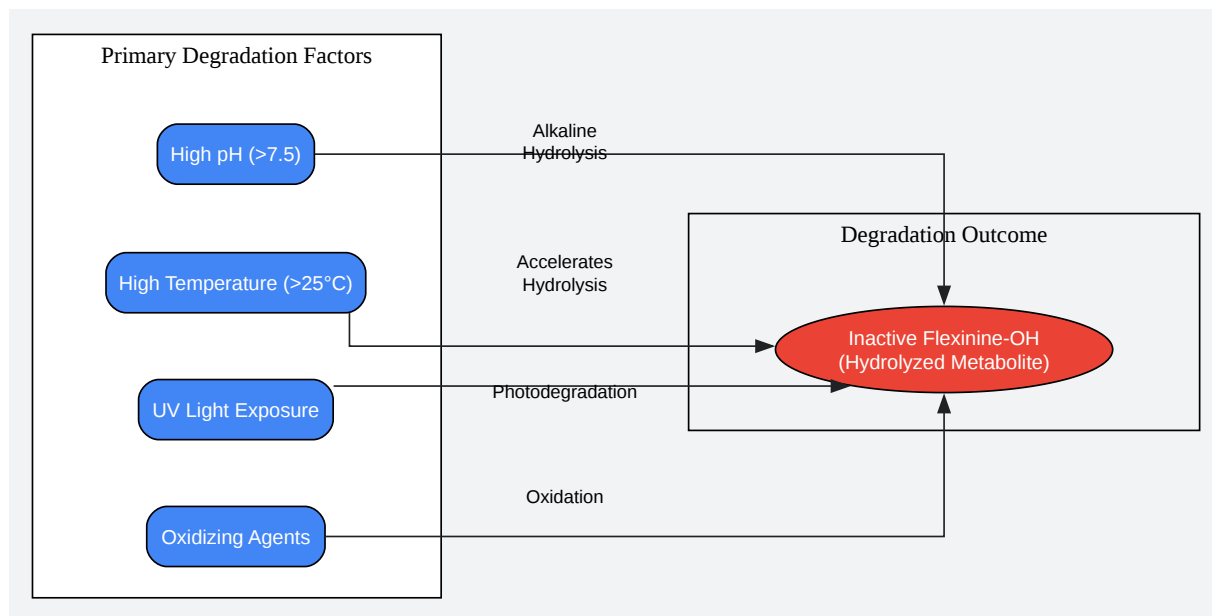 Primary Degradation Factors
High pH (>7.5)
Alkaline
Hydrolysis
Degradation Outcome
High Temperature (>25°C)
Accelerates
Hydrolysis
Inactive Flexinine-OH
(Hydrolyzed Metabolite)
UV Light Exposure
Photodegradation
Oxidizing Agents
Oxidation